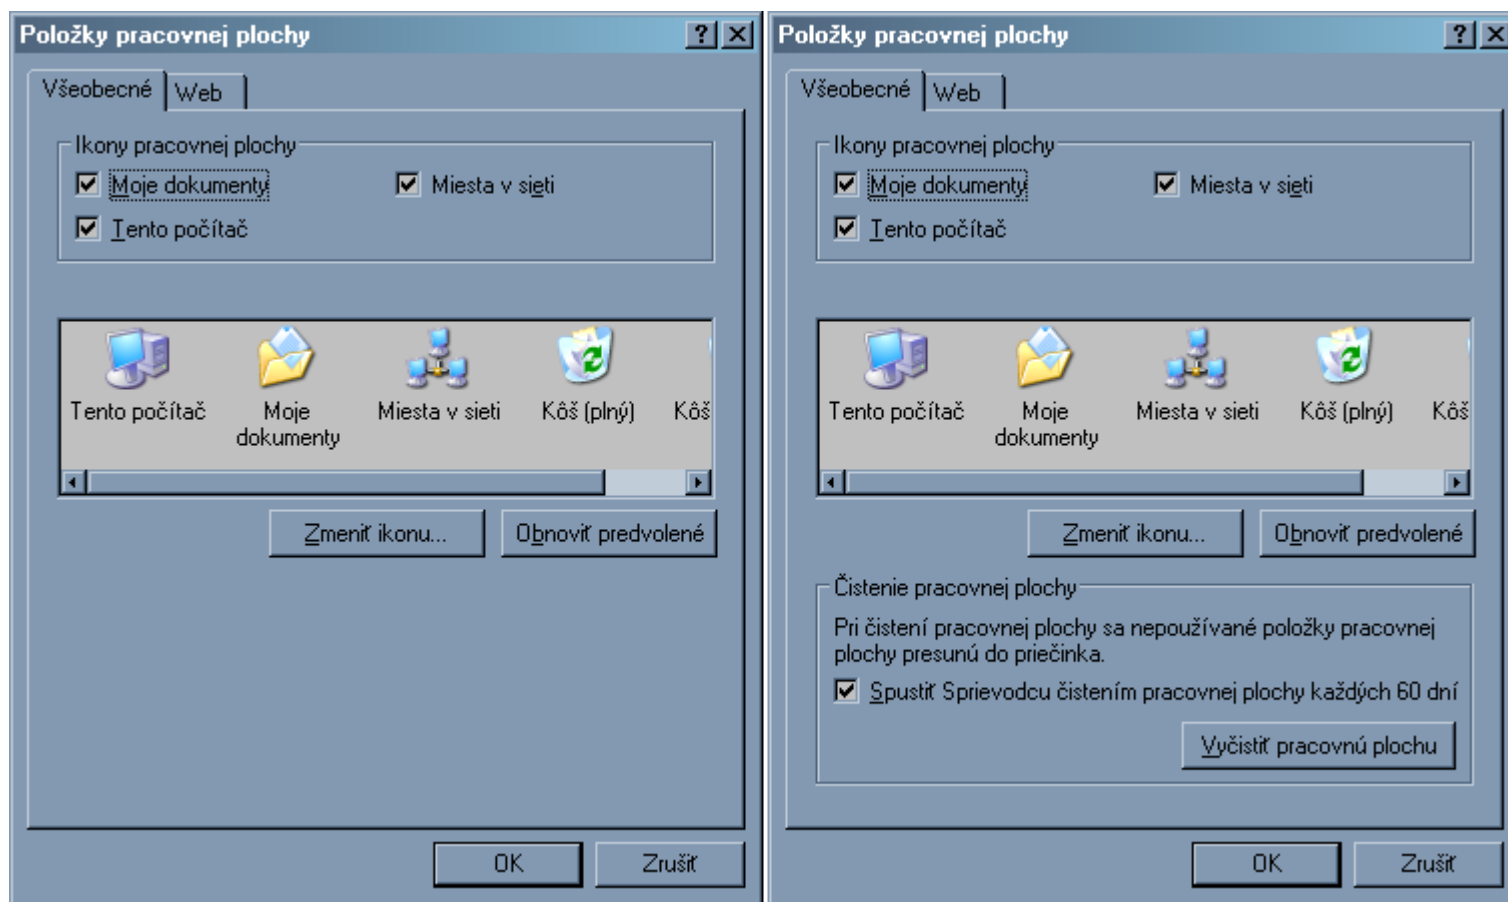 Položky pracovnej plochy
Všeobecné
Web
Ikony pracovnej plochy
Moje dokumenty
Miesta v sieti
Tento počítač
Tento počítač
Moje dokumenty
Miesta v sieti
Kôš (plný)
Kôš
Zmeniť ikonu...
Obnoviť predvolené
OK
Zrušiť
Položky pracovnej plochy
Všeobecné
Web
Ikony pracovnej plochy
Moje dokumenty
Miesta v sieti
Tento počítač
Tento počítač
Moje dokumenty
Miesta v sieti
Kôš (plný)
Kôš
Zmeniť ikonu...
Obnoviť predvolené
Čistenie pracovnej plochy
Pri čistení pracovnej plochy sa nepoužívané položky pracovnej
plochy presunú do priečinka.
Spustiť Sprievodcu čistením pracovnej plochy každých 60 dní
Vyčistiť pracovnú plochu
OK
Zrušiť